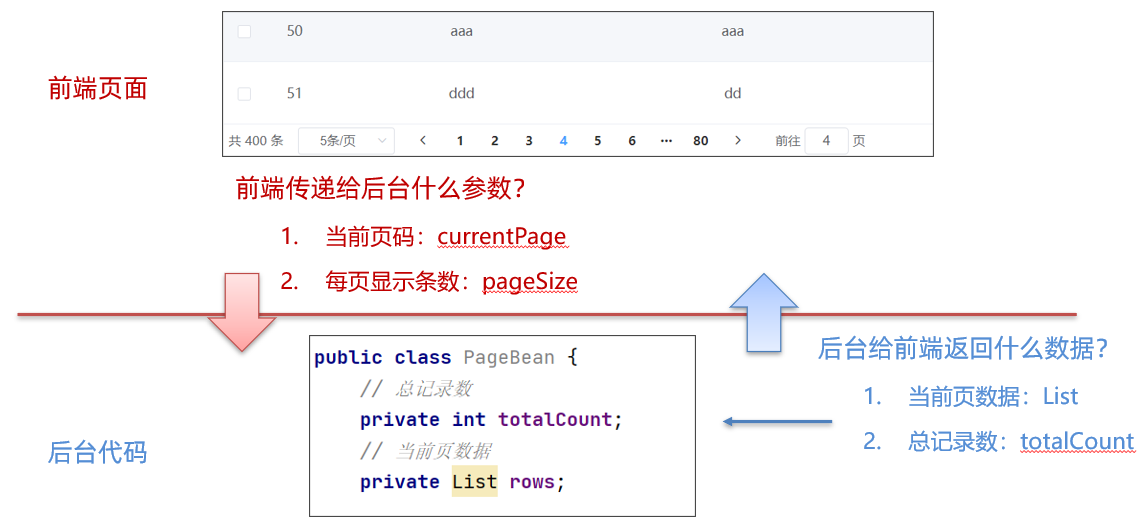 50 aaa aaa
前端页面
51 ddd dd
共 400 条 5条/页 < 1 2 3 4 5 6 ··· 80 > 前往 4 页
前端传递给后台什么参数？
1. 当前页码：currentPage
2. 每页显示条数：pageSize
后台给前端返回什么数据？
1. 当前页数据：List
2. 总记录数：totalCount
后台代码
public class PageBean {
// 总记录数
private int totalCount;
// 当前页数据
private List rows;